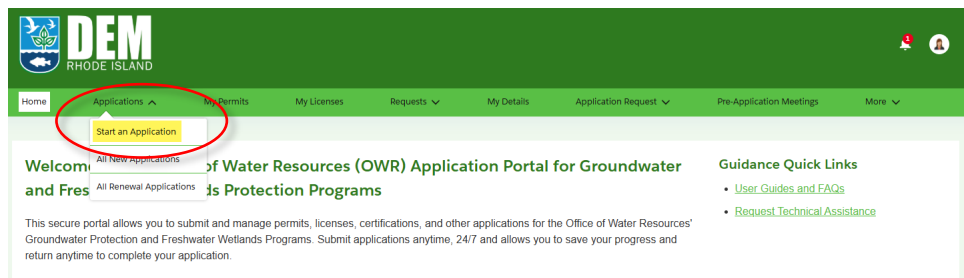 DEM
RHODE ISLAND
1
Home Applications My Permits My Licenses Requests My Details Application Request Pre-Application Meetings More
Start an Application
All New Applications
All Renewal Applications
Welcom of Water Resources (OWR) Application Portal for Groundwater
and Fres ds Protection Programs
This secure portal allows you to submit and manage permits, licenses, certifications, and other applications for the Office of Water Resources'
Groundwater Protection and Freshwater Wetlands Programs. Submit applications anytime, 24/7 and allows you to save your progress and
return anytime to complete your application.
Guidance Quick Links
User Guides and FAQs
Request Technical Assistance